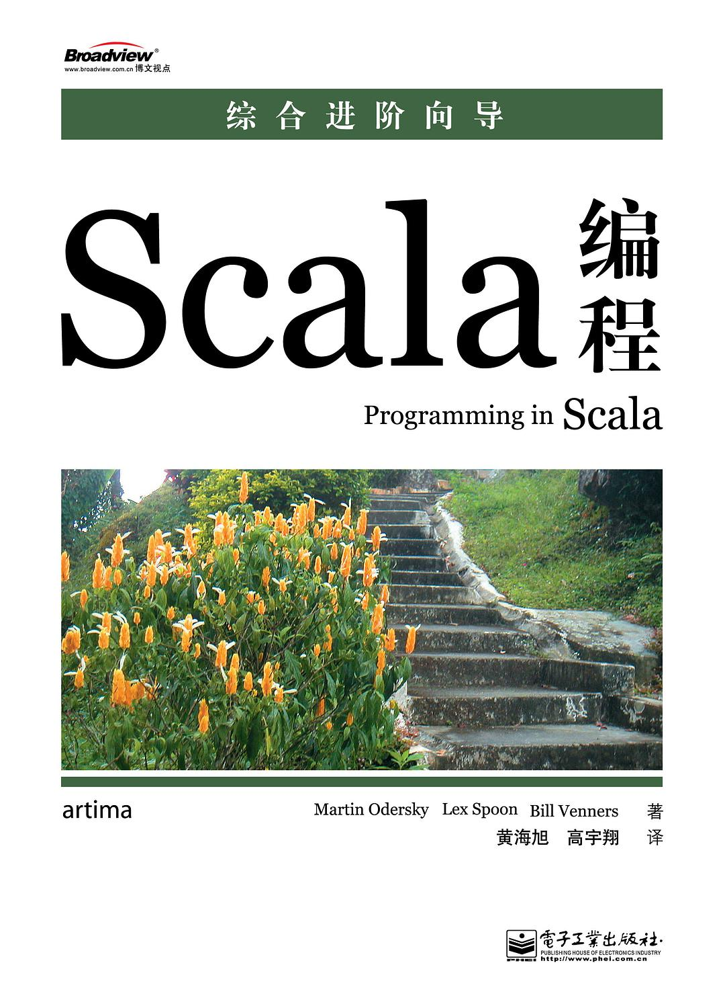 Broadview®
www.broadview.com.cn 博文视点
综合进阶向导
Scala 编程
Programming in Scala
artima
Martin Odersky Lex Spoon Bill Venners 著
黄海旭 高宇翔 译
電子工業出版社·
PUBLISHING HOUSE OF ELECTRONICS INDUSTRY
PHEI http://www.phei.com.cn